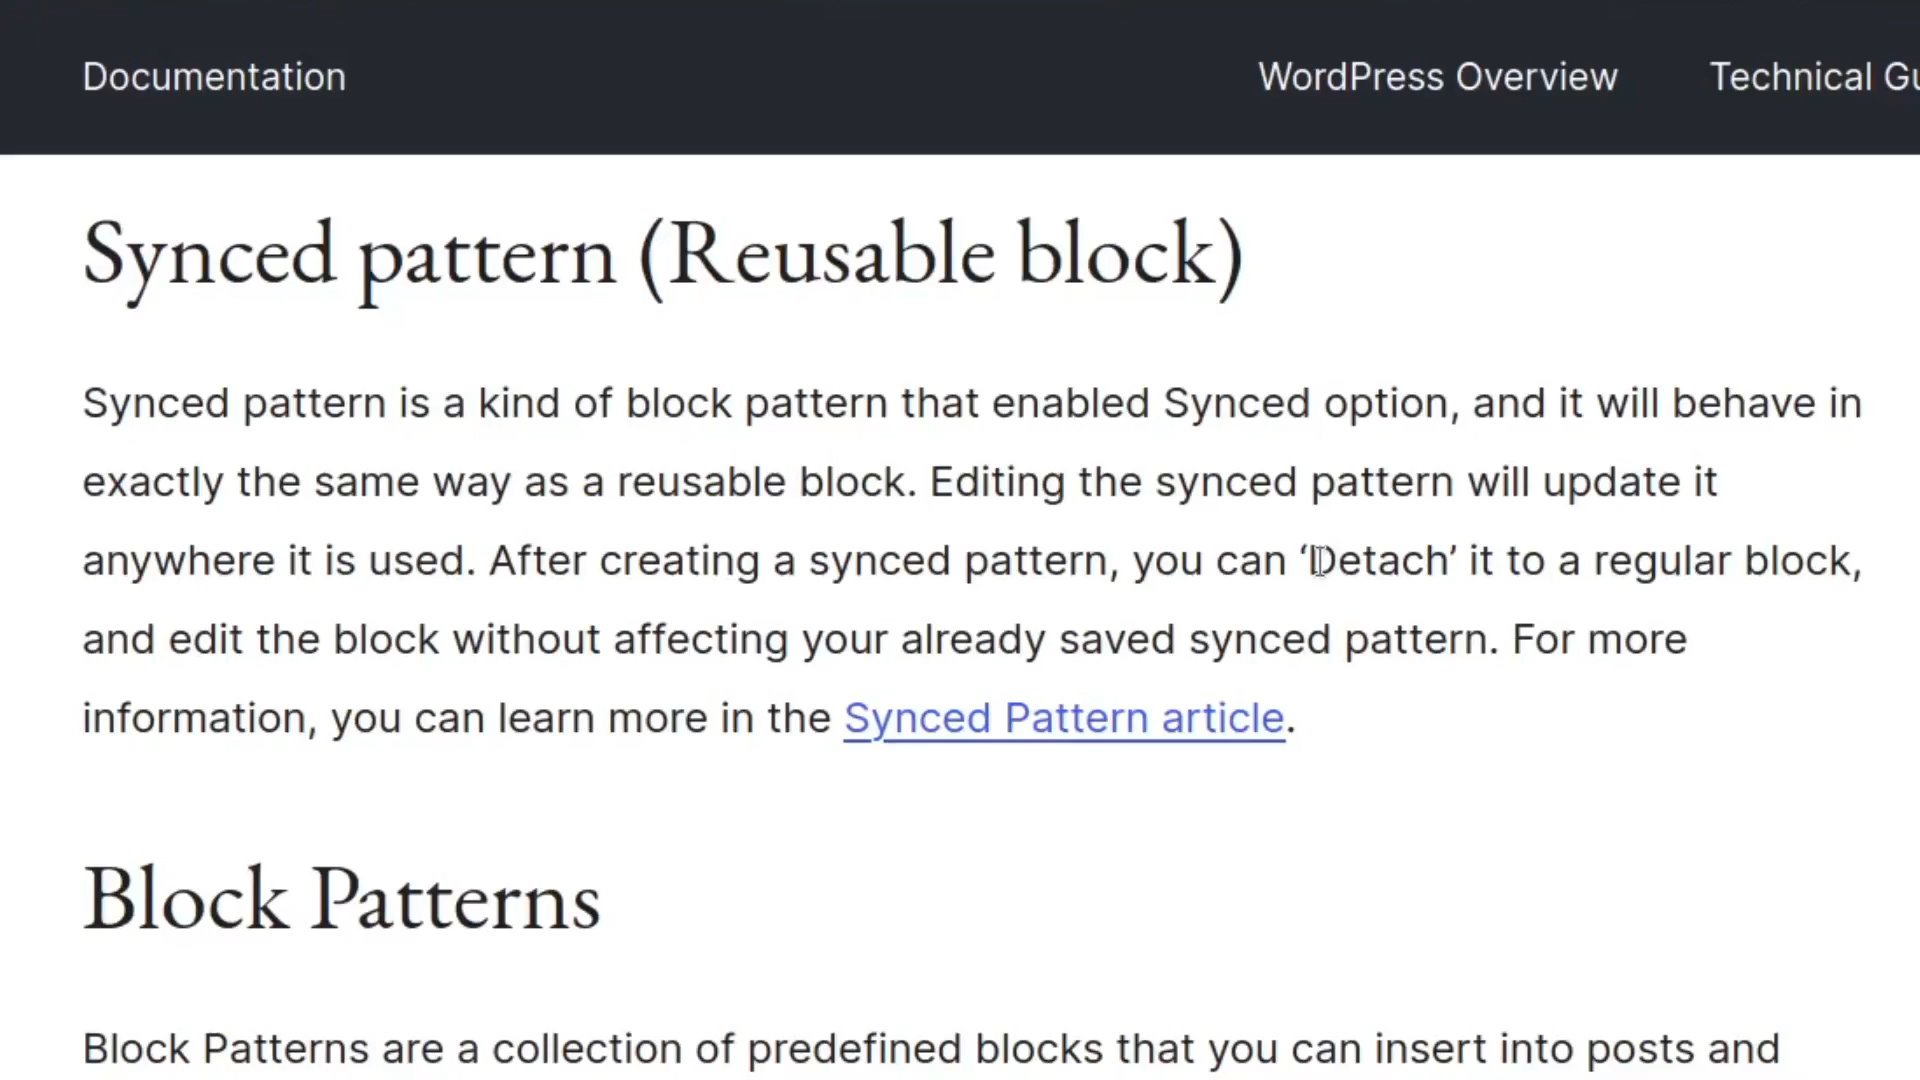 Documentation
WordPress Overview
Technical Gu
Synced pattern (Reusable block)
Synced pattern is a kind of block pattern that enabled Synced option, and it will behave in
exactly the same way as a reusable block. Editing the synced pattern will update it
anywhere it is used. After creating a synced pattern, you can ‘Detach’ it to a regular block,
and edit the block without affecting your already saved synced pattern. For more
information, you can learn more in the Synced Pattern article.
Block Patterns
Block Patterns are a collection of predefined blocks that you can insert into posts and